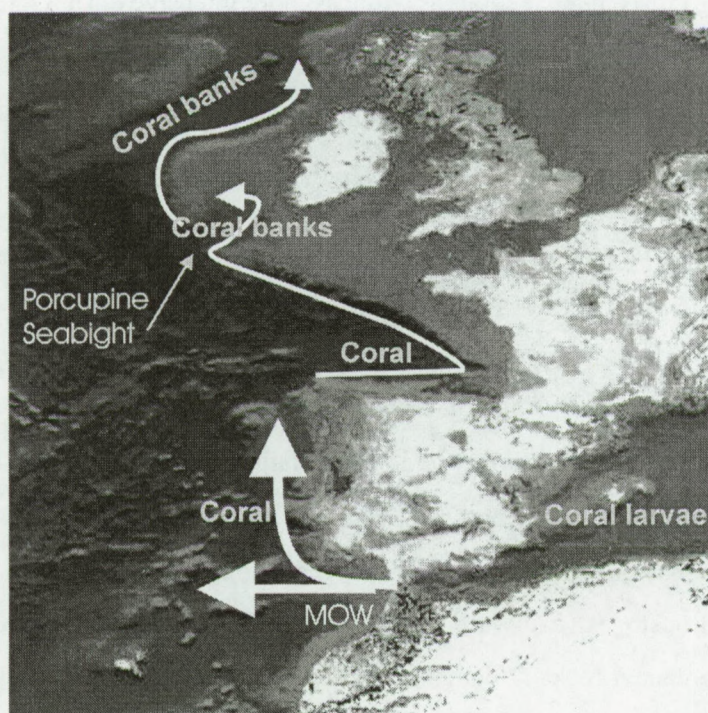 Coral banks
Coral banks
Porcupine
Seabight
Coral
Coral
Coral larvae
MOW